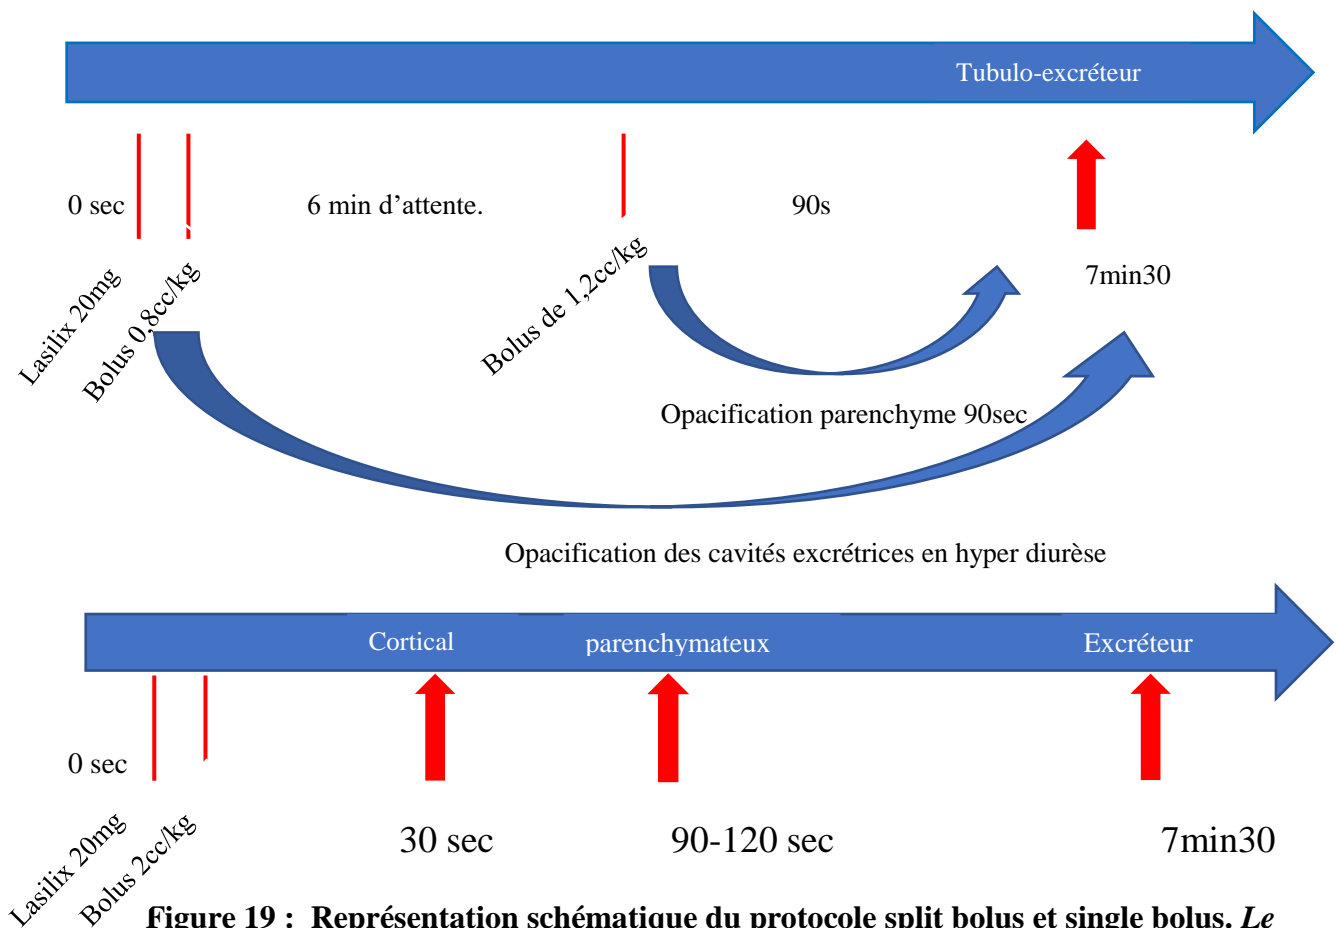 Tubulo-excréteur
0 sec
6 min d’attente.
90s
7min30
Lasilix 20mg
Bolus 0,8cc/kg
Bolus de 1,2cc/kg
Opacification parenchyme 90sec
Opacification des cavités excrétrices en hyper diurèse
Cortical
parenchymateux
Excréteur
0 sec
Lasilix 20mg
Bolus 2cc/kg
30 sec
90-120 sec
7min30
Figure 19 : Représentation schématique du protocole split bolus et single bolus. Le